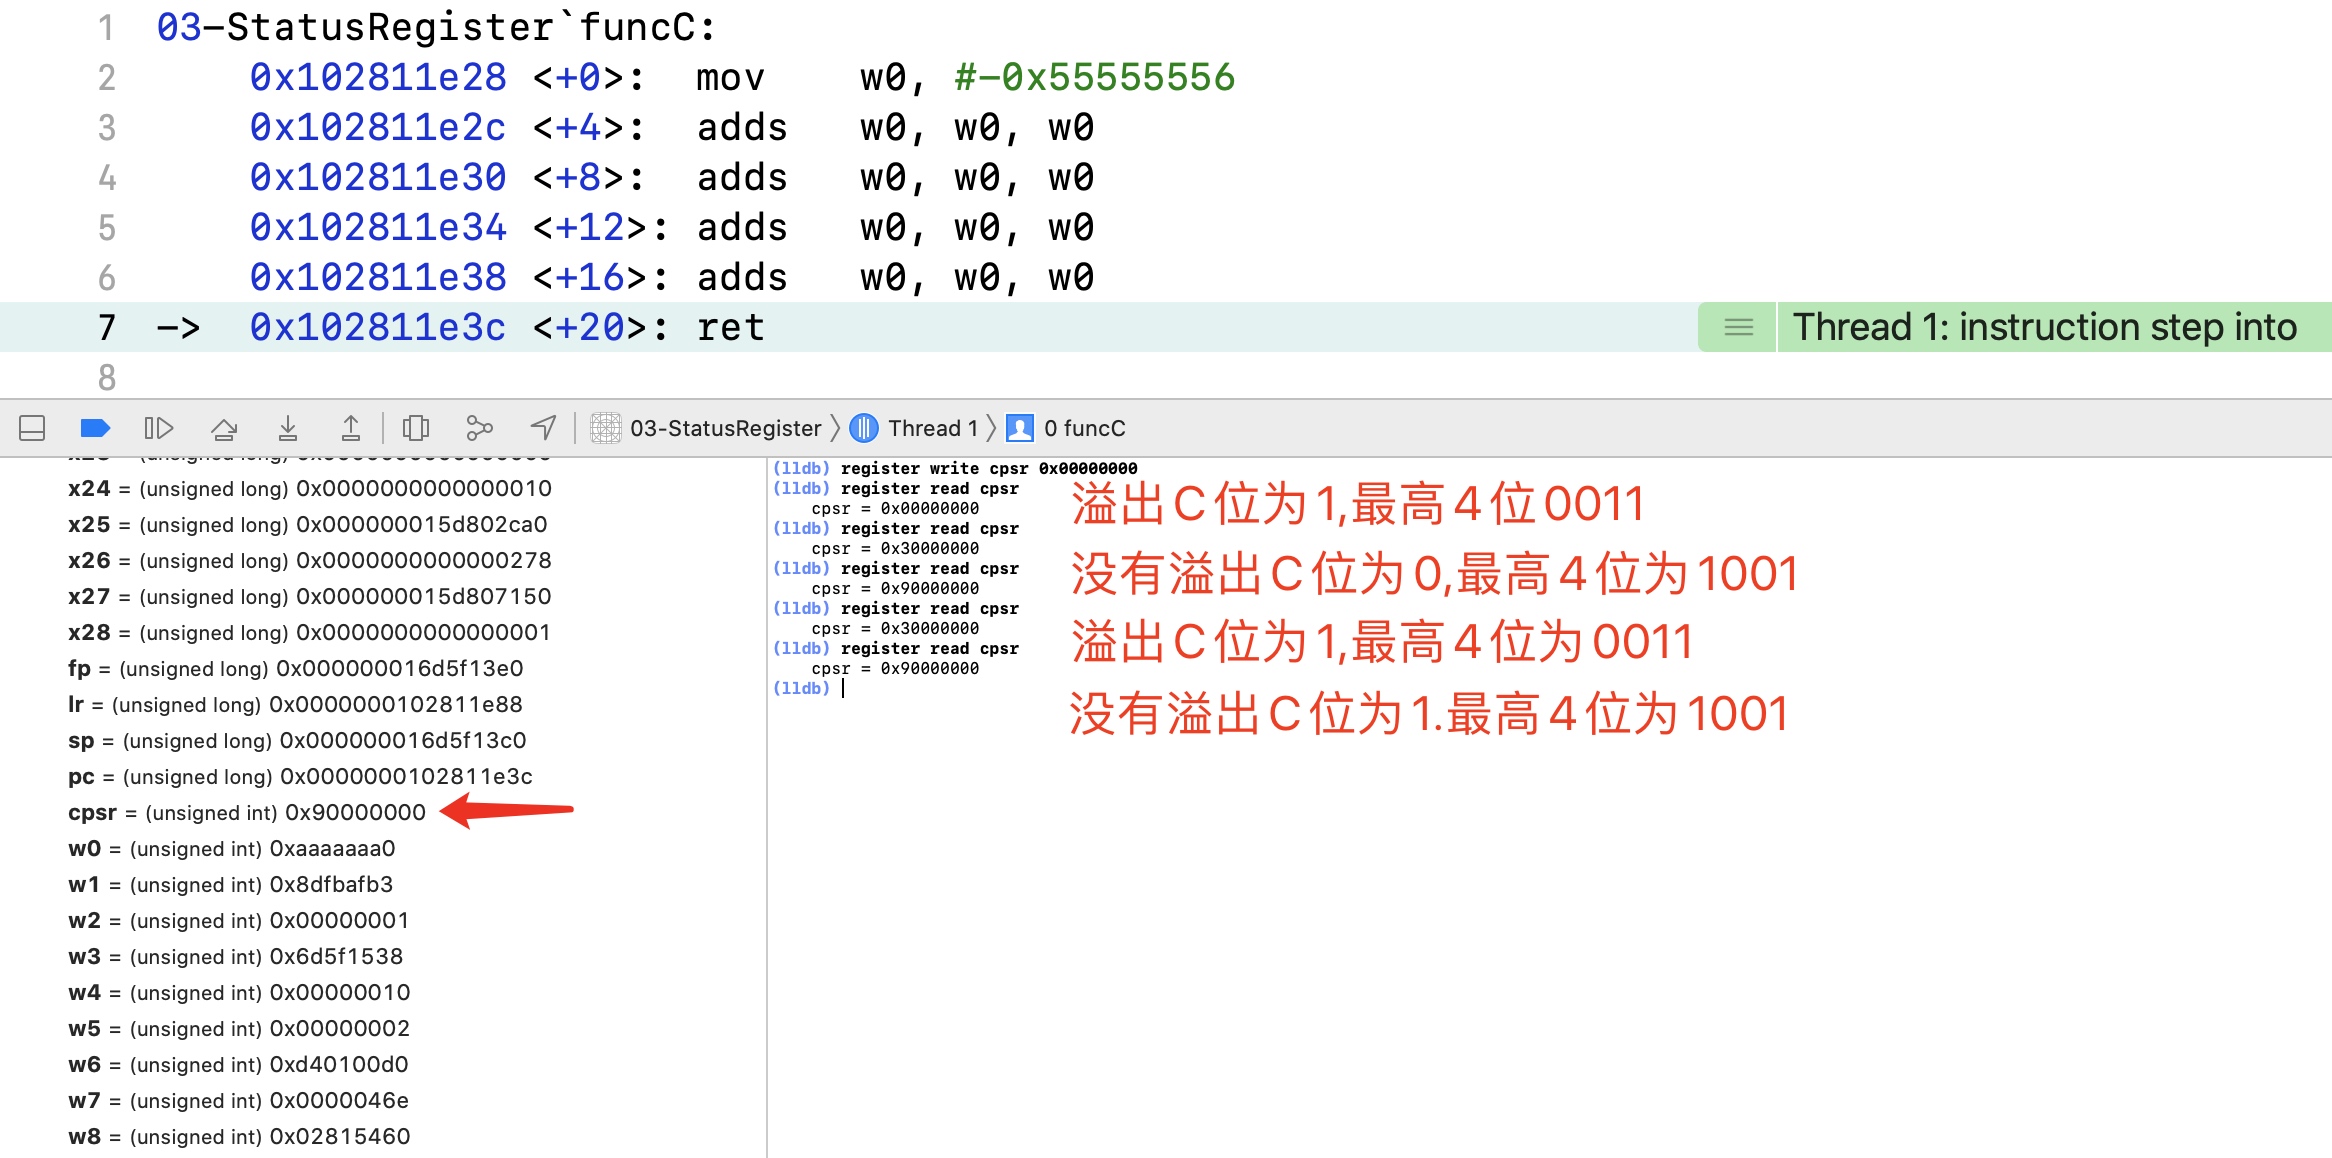 1 03-StatusRegister`funcC:
2 0x102811e28 <+0>: mov w0, #-0x55555556
3 0x102811e2c <+4>: adds w0, w0, w0
4 0x102811e30 <+8>: adds w0, w0, w0
5 0x102811e34 <+12>: adds w0, w0, w0
6 0x102811e38 <+16>: adds w0, w0, w0
7 -> 0x102811e3c <+20>: ret Thread 1: instruction step into
8
03-StatusRegister 〉 Thread 1 〉 0 funcC
x24 = (unsigned long) 0x0000000000000010
x25 = (unsigned long) 0x000000015d802ca0
x26 = (unsigned long) 0x0000000000000278
x27 = (unsigned long) 0x000000015d807150
x28 = (unsigned long) 0x0000000000000001
fp = (unsigned long) 0x000000016d5f13e0
lr = (unsigned long) 0x0000000102811e88
sp = (unsigned long) 0x000000016d5f13c0
pc = (unsigned long) 0x0000000102811e3c
cpsr = (unsigned int) 0x90000000
w0 = (unsigned int) 0xaaaaaaa0
w1 = (unsigned int) 0x8dfbafb3
w2 = (unsigned int) 0x00000001
w3 = (unsigned int) 0x6d5f1538
w4 = (unsigned int) 0x00000010
w5 = (unsigned int) 0x00000002
w6 = (unsigned int) 0xd40100d0
w7 = (unsigned int) 0x0000046e
w8 = (unsigned int) 0x02815460
(lldb) register write cpsr 0x00000000
(lldb) register read cpsr
cpsr = 0x00000000
(lldb) register read cpsr
cpsr = 0x30000000
(lldb) register read cpsr
cpsr = 0x90000000
(lldb) register read cpsr
cpsr = 0x30000000
(lldb) register read cpsr
cpsr = 0x90000000
(lldb)
溢出C位为1,最高4位0011
没有溢出C位为0,最高4位为1001
溢出C位为1,最高4位为0011
没有溢出C位为1.最高4位为1001